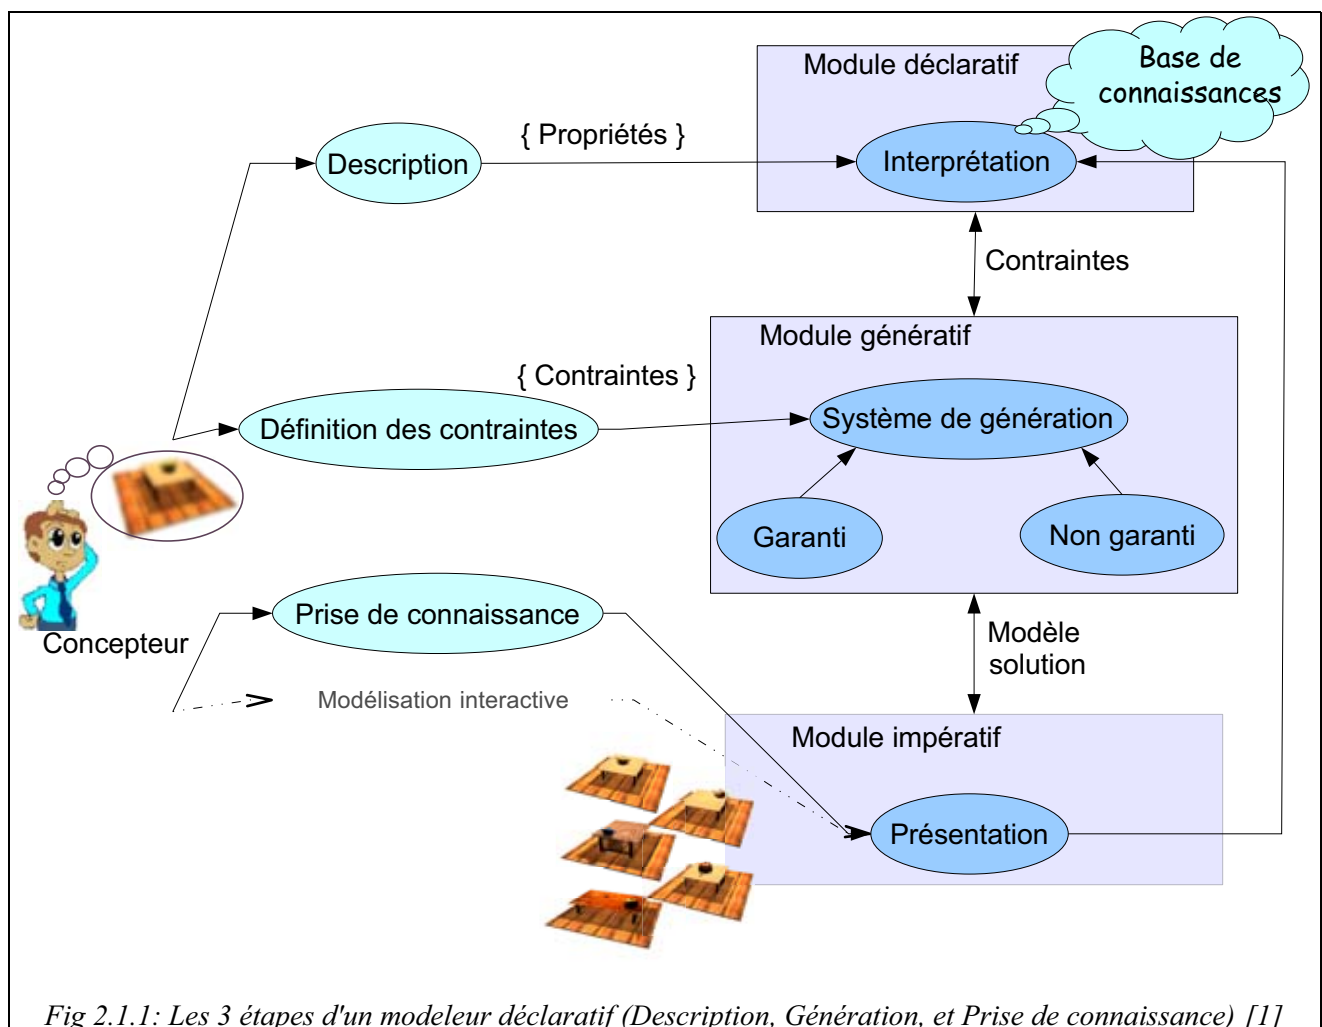 Module déclaratif
Base de
connaissances
{ Propriétés }
Description
Interprétation
Contraintes
Module génératif
{ Contraintes }
Définition des contraintes
Système de génération
Garanti
Non garanti
Prise de connaissance
Concepteur
Modèle
solution
Modélisation interactive
Module impératif
Présentation
Fig 2.1.1: Les 3 étapes d'un modeleur déclaratif (Description, Génération, et Prise de connaissance) [1]